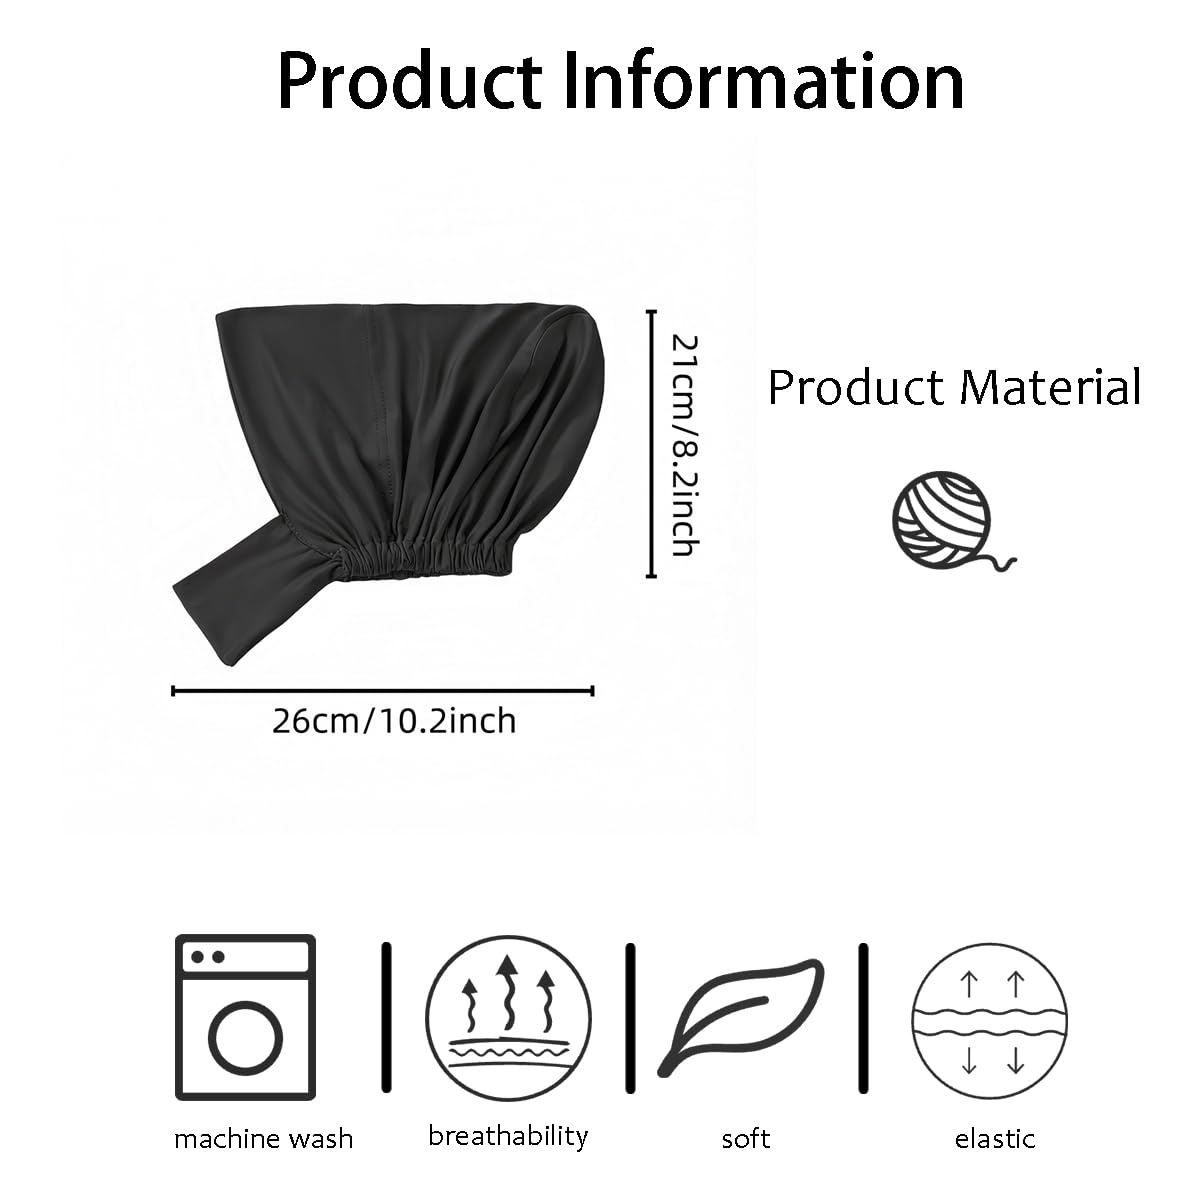 Product Information
21cm/8.2inch
Product Material
26cm/10.2inch
machine wash
breathability
soft
elastic